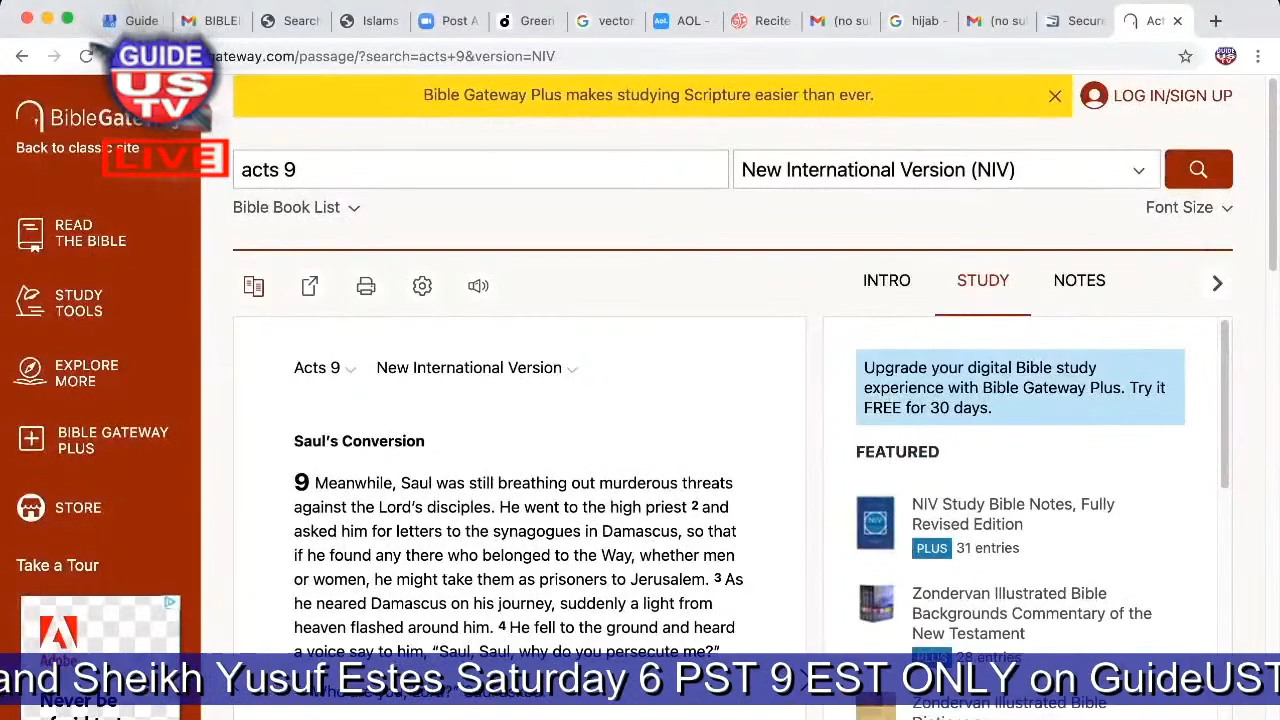 Guide
BIBLE
Search
Islams
Post A
Green
vector
AOL -
Recite
(no su
hijab -
(no su
Secur
Ac
gateway.com/passage/?search=acts+9&version=NIV
GUIDE
US
TV
LIVE
Bible Gateway Plus makes studying Scripture easier than ever.
LOG IN/SIGN UP
Back to classic site
acts 9
New International Version (NIV)
Bible Book List
Font Size
READ
THE BIBLE
STUDY
TOOLS
EXPLORE
MORE
BIBLE GATEWAY
PLUS
STORE
Take a Tour
INTRO
STUDY
NOTES
Acts 9
New International Version
Saul's Conversion
9 Meanwhile, Saul was still breathing out murderous threats
against the Lord's disciples. He went to the high priest 2 and
asked him for letters to the synagogues in Damascus, so that
if he found any there who belonged to the Way, whether men
or women, he might take them as prisoners to Jerusalem. 3 As
he neared Damascus on his journey, suddenly a light from
heaven flashed around him. 4 He fell to the ground and heard
a voice say to him, "Saul, Saul, why do you persecute me?"
Upgrade your digital Bible study
experience with Bible Gateway Plus. Try it
FREE for 30 days.
FEATURED
NIV Study Bible Notes, Fully
Revised Edition
PLUS 31 entries
Zondervan Illustrated Bible
Backgrounds Commentary of the
New Testament
PLUS 28 entries
Zondervan Illustrated Bible
Adobe
Never be
and Sheikh Yusuf Estes Saturday 6 PST 9 EST ONLY on GuideUST